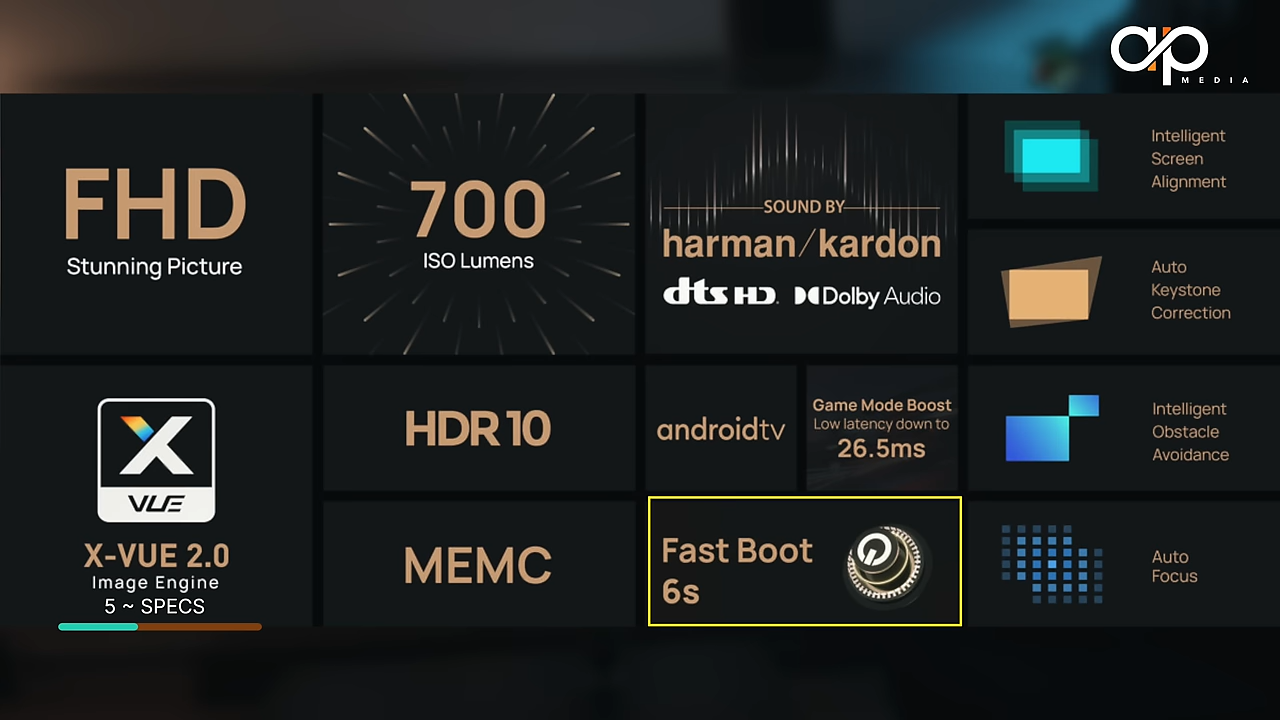 ap
MEDIA
FHD
Stunning Picture
700
ISO Lumens
SOUND BY
harman/kardon
dts HD Dolby Audio
Intelligent
Screen
Alignment
Auto
Keystone
Correction
X
VUE
X-VUE 2.0
Image Engine
5 ~ SPECS
HDR 10
MEMC
androidtv
Game Mode Boost
Low latency down to
26.5ms
Fast Boot
6s
Intelligent
Obstacle
Avoidance
Auto
Focus